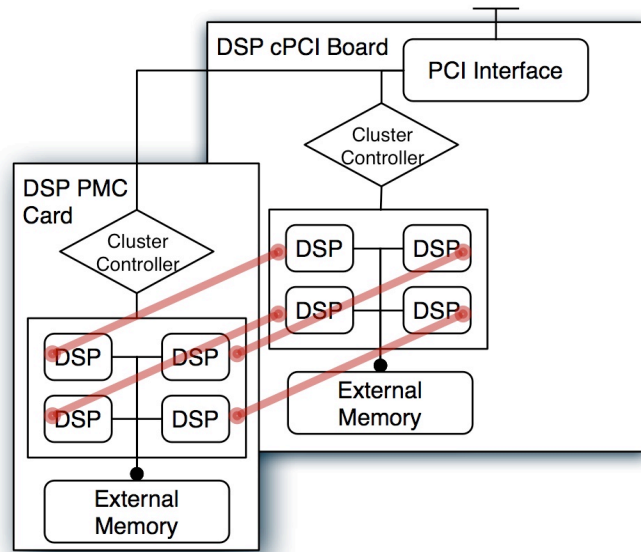 DSP cPCI Board
PCI Interface
Cluster
Controller
DSP PMC
Card
Cluster
Controller
DSP
DSP
DSP
DSP
External
Memory
DSP
DSP
DSP
DSP
External
Memory